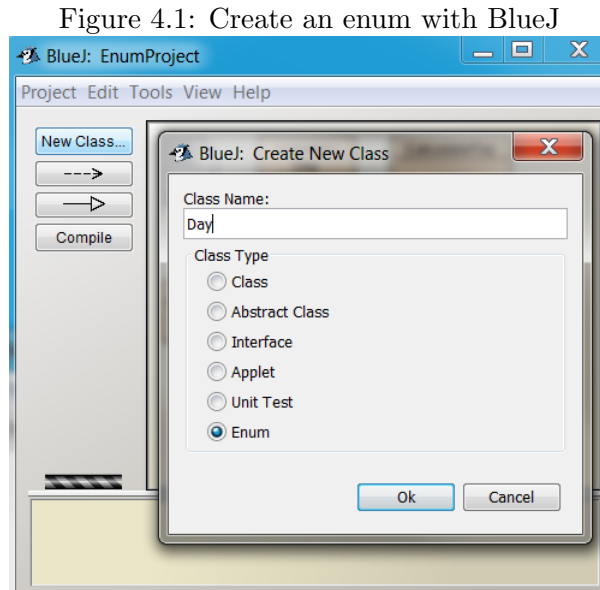 Figure 4.1: Create an enum with BlueJ
BlueJ: EnumProject
Project Edit Tools View Help
New Class...
Compile
BlueJ: Create New Class
Class Name:
Day
Class Type
Class
Abstract Class
Interface
Applet
Unit Test
Enum
Ok Cancel